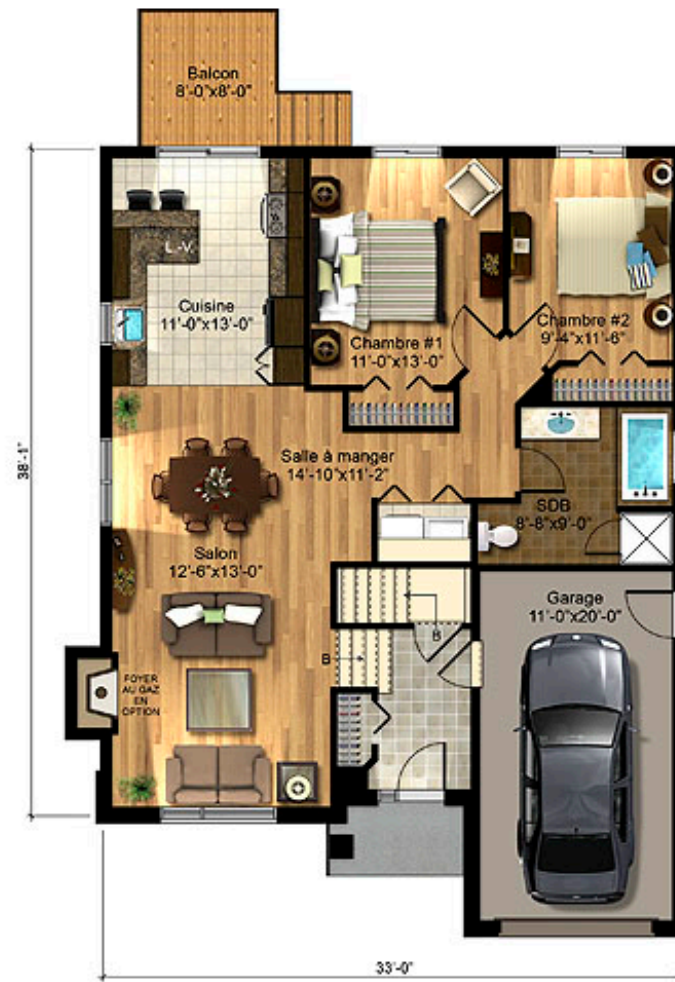 Balcon
8'-0"x8'-0"
L.-V.
Cuisine
11'-0"x13'-0"
Chambre #1
11'-0"x13'-0"
Chambre #2
9'-4"x11'-6"
38'-1"
Salle à manger
14'-10"x11'-2"
SDB
8'-8"x9'-0"
Salon
12'-6"x13'-0"
Garage
11'-0"x20'-0"
B
B
FOYER
AU GAZ
EN
OPTION
33'-0"